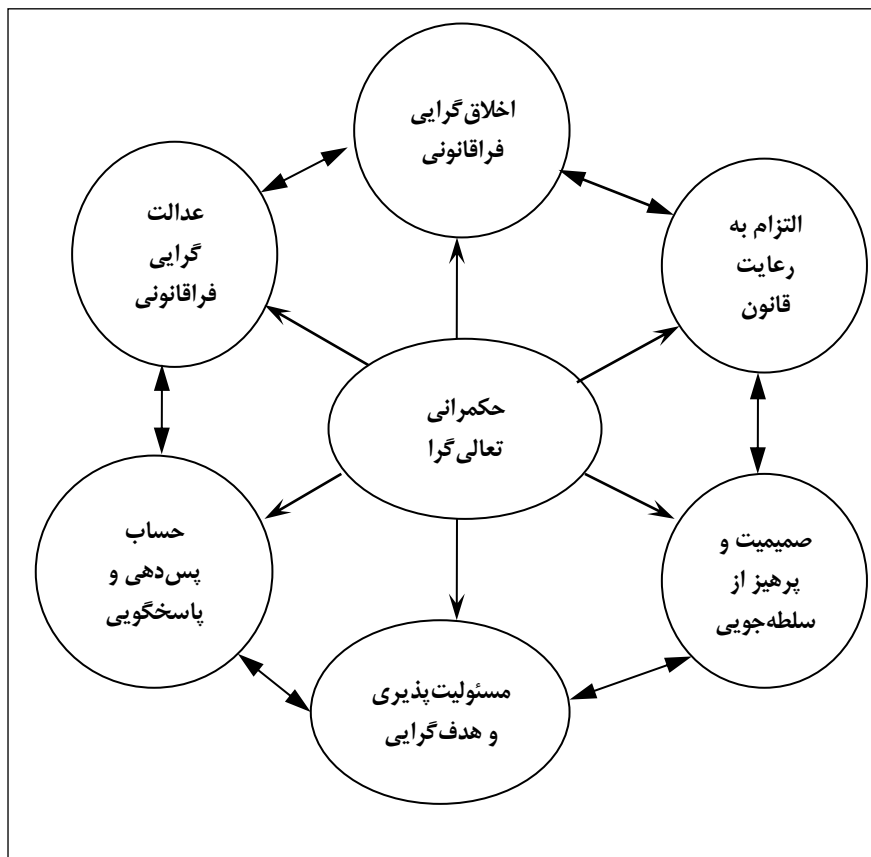 اخلاق‌گرایی
فراقانونی
التزام به
رعایت
قانون
عدالت
گرایی
فراقانونی
حکمرانی
تعالی‌گرا
صمیمیت و
پرهیز از
سلطه‌جویی
حساب
پس‌دهی و
پاسخگویی
مسئولیت‌پذیری
و هدف‌گرایی